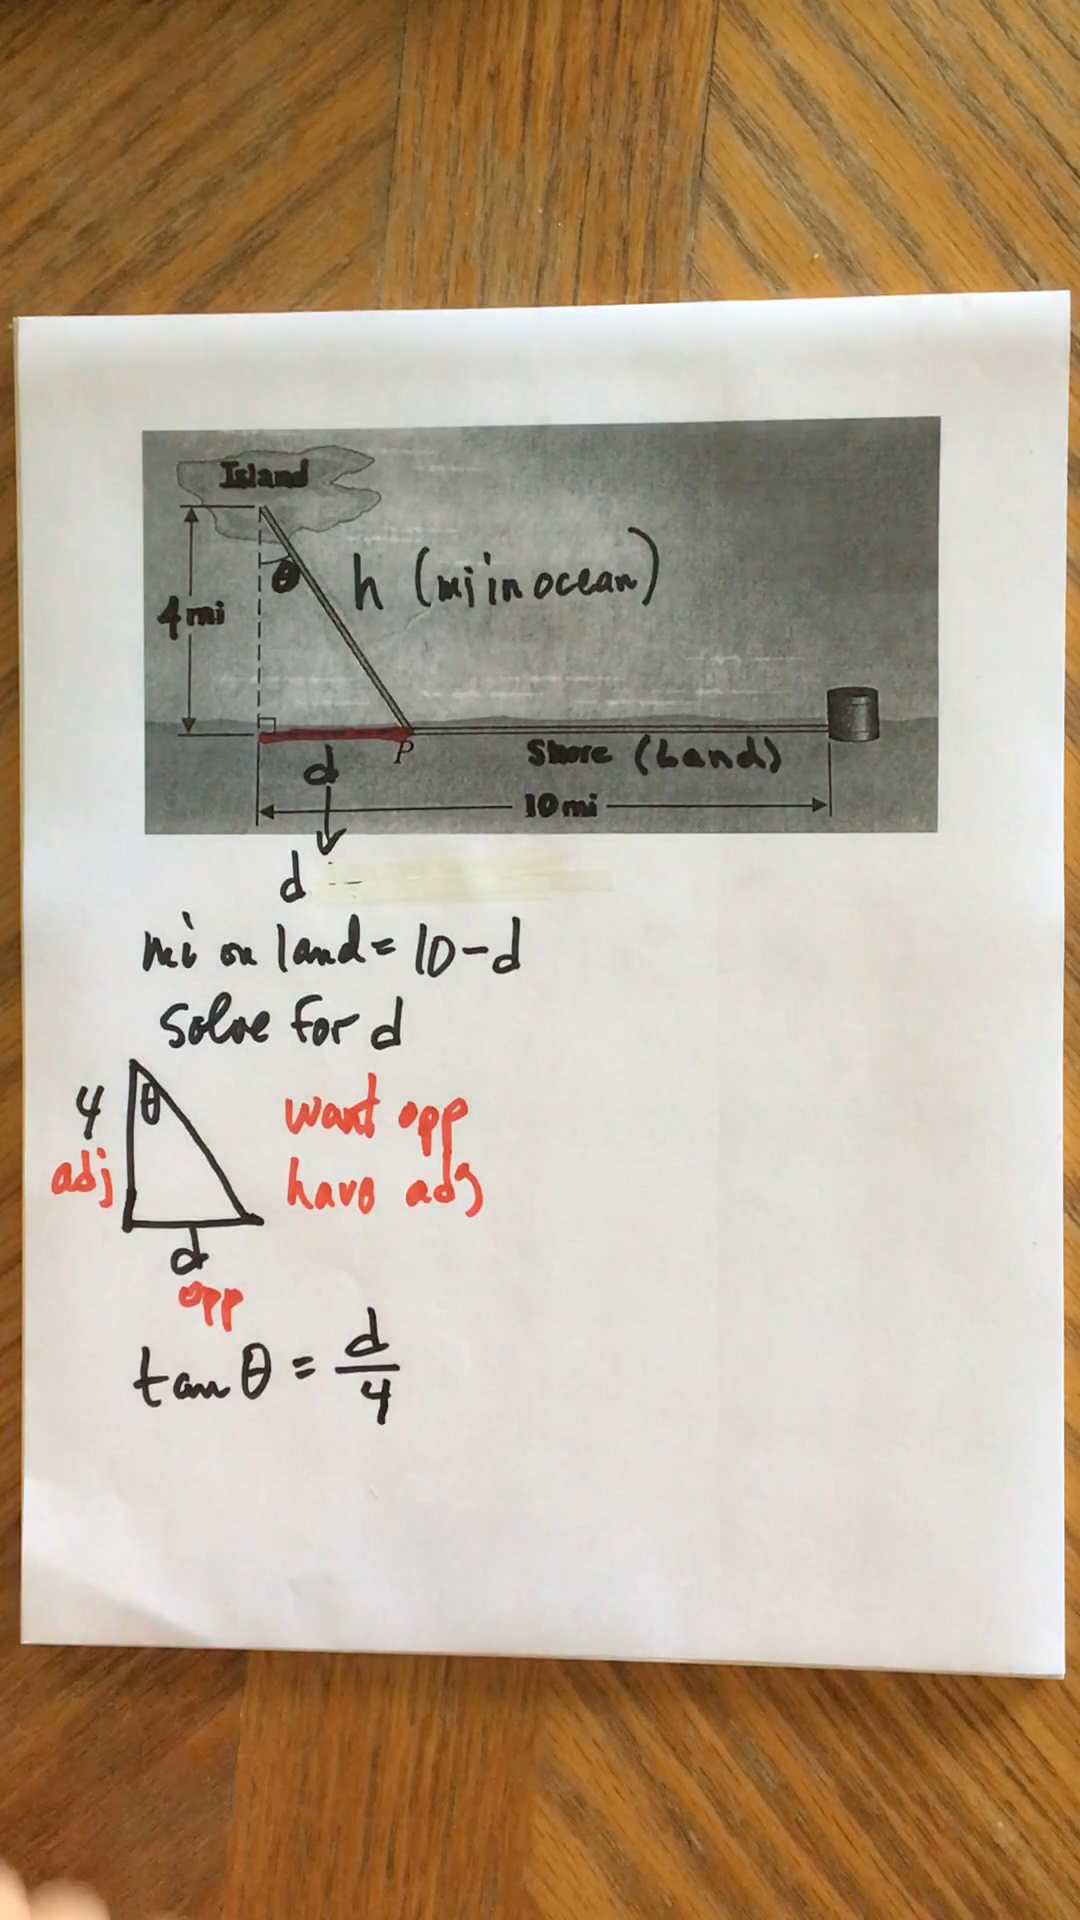 Island
θ
h (mi in ocean)
4 mi
d
P
Shore (Land)
10 mi
d =
mi on land = 10 - d
solve for d
4
θ
adj
want opp
have adj
d
opp
tan θ = d/4